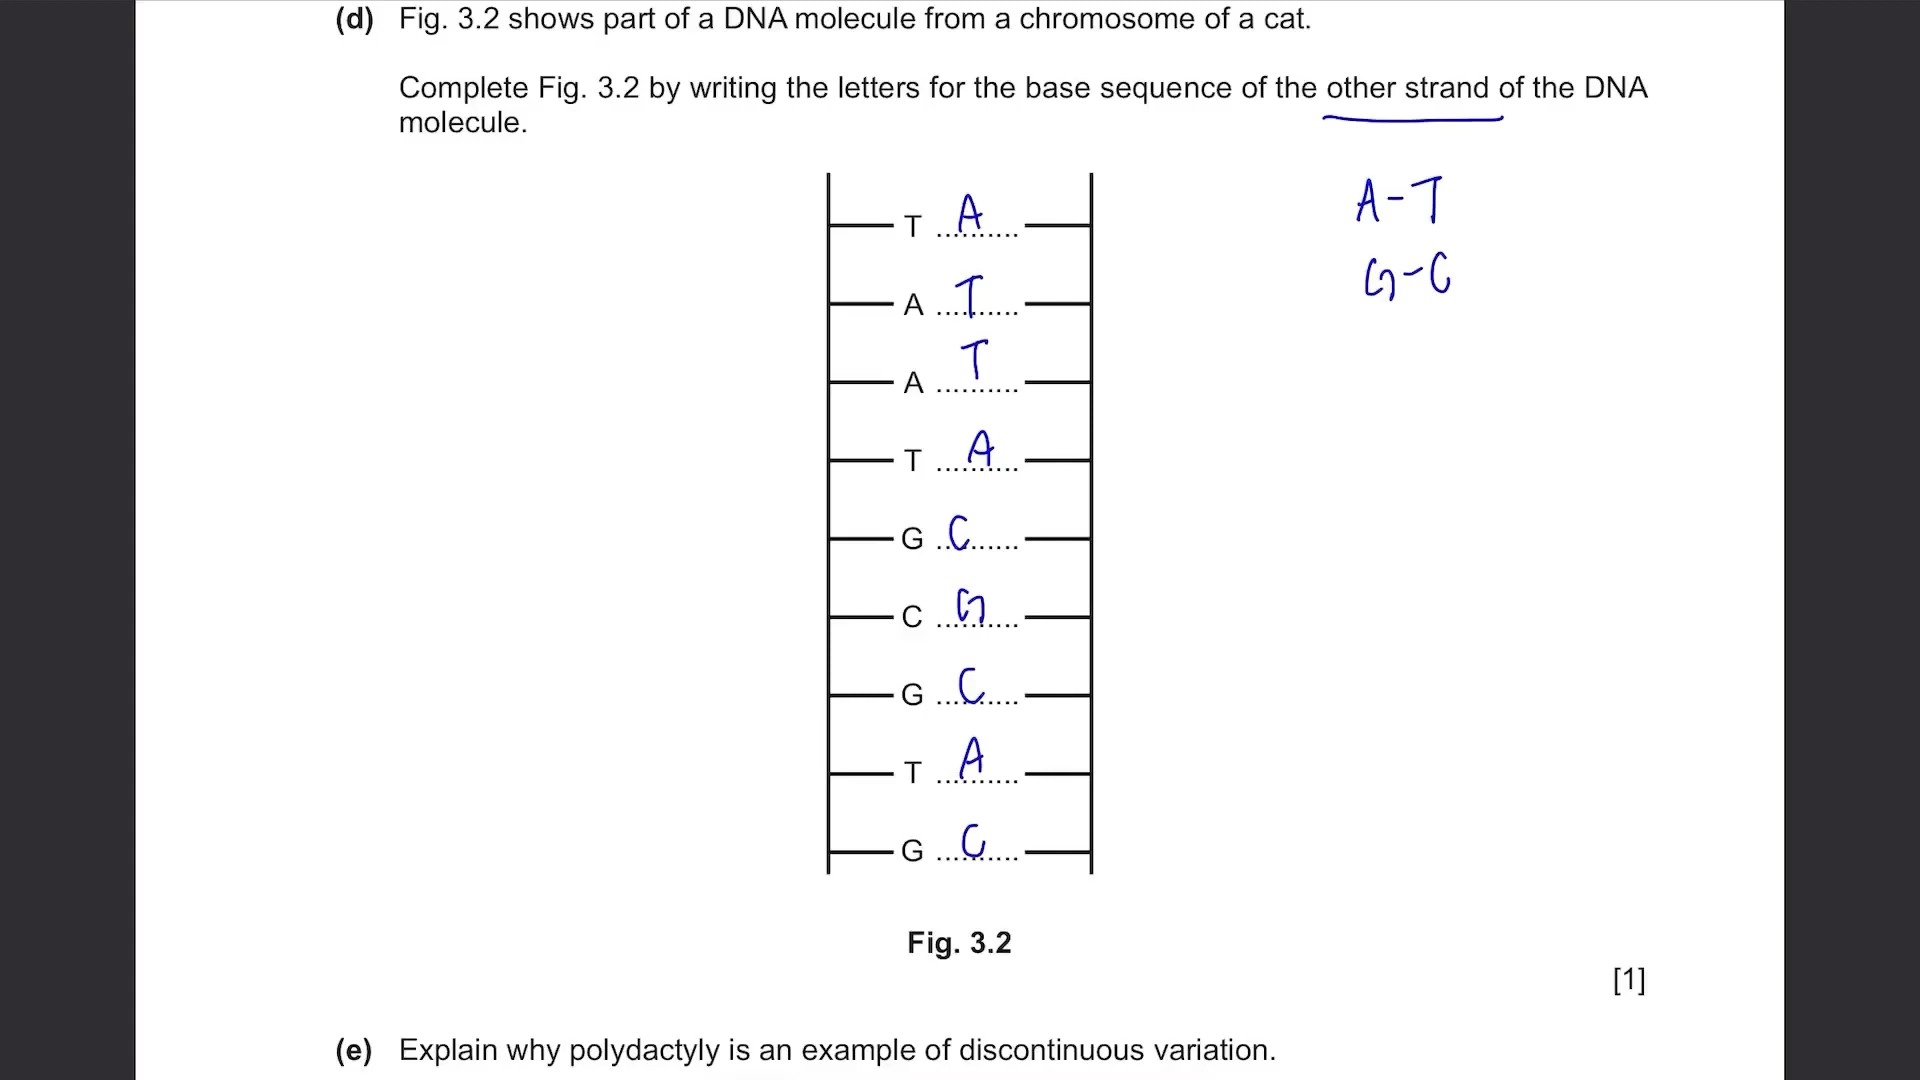 (d) Fig. 3.2 shows part of a DNA molecule from a chromosome of a cat.
Complete Fig. 3.2 by writing the letters for the base sequence of the other strand of the DNA
molecule.
A-T
G-C
T ..........  A
A ..........  T
A ..........  T
T ..........  A
G ..........  C
C ..........  G
G ..........  C
T ..........  A
G ..........  C
Fig. 3.2
[1]
(e) Explain why polydactyly is an example of discontinuous variation.